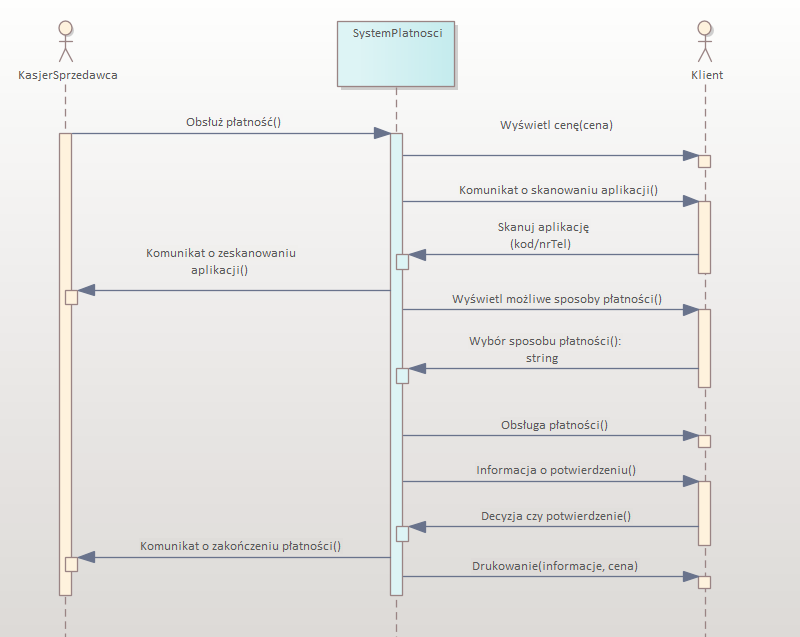 SystemPlatnosci
KasjerSprzedawca
Klient
Obsłuż płatność()
Wyświetl cenę(cena)
Komunikat o skanowaniu aplikacji()
Skanuj aplikację
(kod/nrTel)
Komunikat o zeskanowaniu
aplikacji()
Wyświetl możliwe sposoby płatności()
Wybór sposobu płatności():
string
Obsługa płatności()
Informacja o potwierdzeniu()
Decyzja czy potwierdzenie()
Komunikat o zakończeniu płatności()
Drukowanie(informacje, cena)